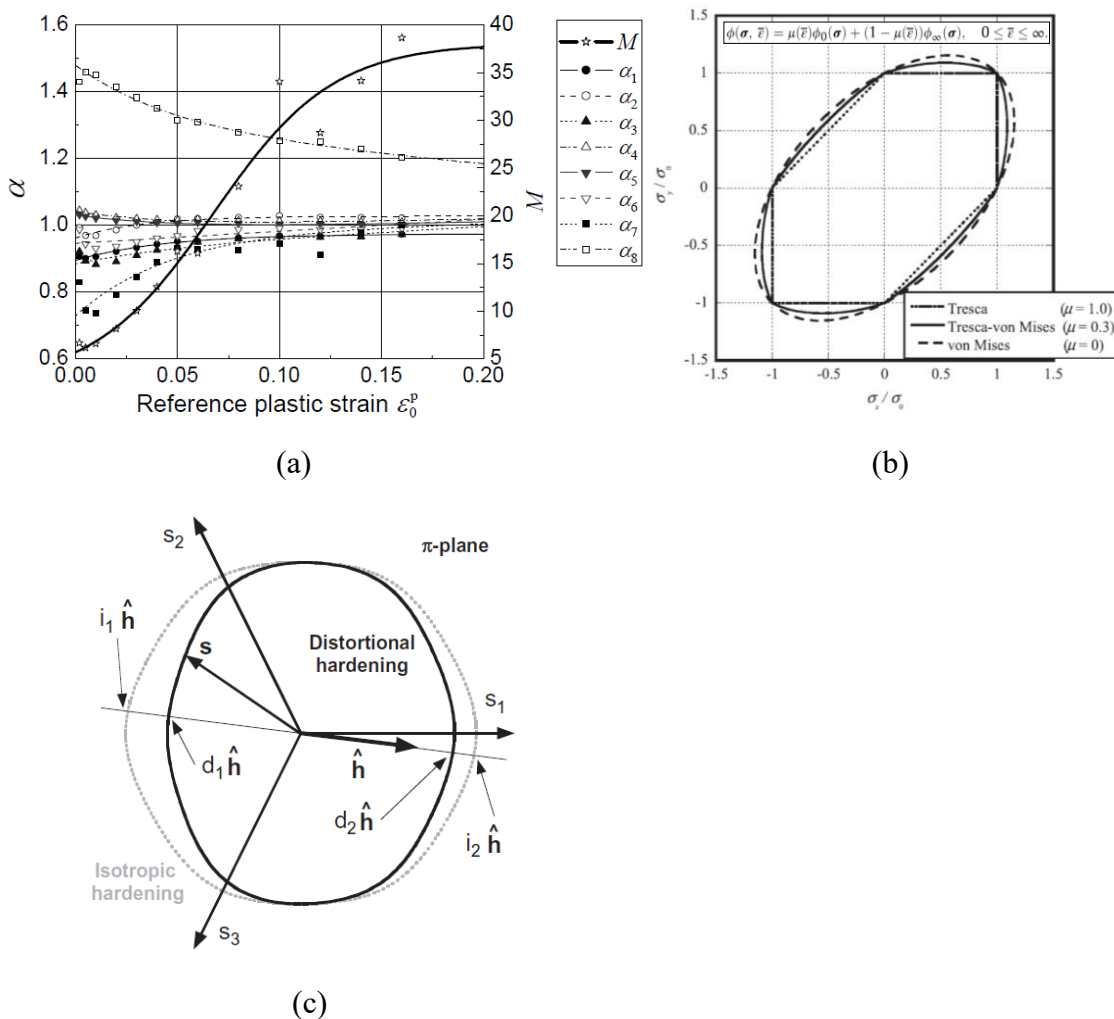 1.6
1.4
1.2
1.0
0.8
0.6
α
40
35
30
25
20
15
10
5
M
0.00 0.05 0.10 0.15 0.20
Reference plastic strain ε₀ᵖ
M
α₁
α₂
α₃
α₄
α₅
α₆
α₇
α₈
(a)
ϕ(σ, ε̅) = μ(ε̅)ϕ₀(σ) + (1 − μ(ε̅))ϕ∞(σ), 0 ≤ ε̅ ≤ ∞.
1.5
1
0.5
0
-0.5
-1
-1.5
σᵧ/σ₀
Tresca (μ = 1.0)
Tresca-von Mises (μ = 0.3)
von Mises (μ = 0)
-1.5 -1 -0.5 0 0.5 1 1.5
σₓ/σ₀
(b)
s₂
π-plane
i₁ĥ
s
Distortional
hardening
s₁
d₁ĥ
ĥ
d₂ĥ
i₂ĥ
Isotropic
hardening
s₃
(c)